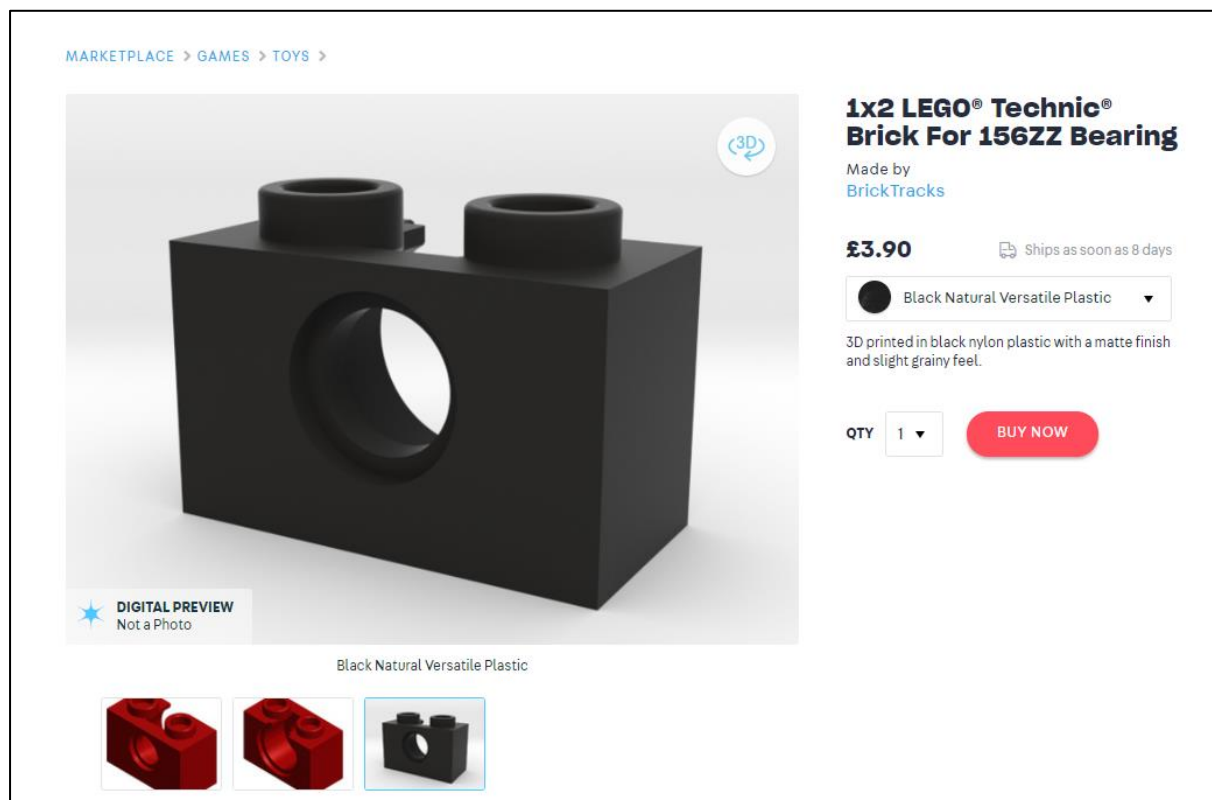 MARKETPLACE > GAMES > TOYS >
3D
1x2 LEGO® Technic®
Brick For 156ZZ Bearing
Made by
BrickTracks
£3.90
Ships as soon as 8 days
Black Natural Versatile Plastic
3D printed in black nylon plastic with a matte finish
and slight grainy feel.
QTY 1 BUY NOW
DIGITAL PREVIEW
Not a Photo
Black Natural Versatile Plastic